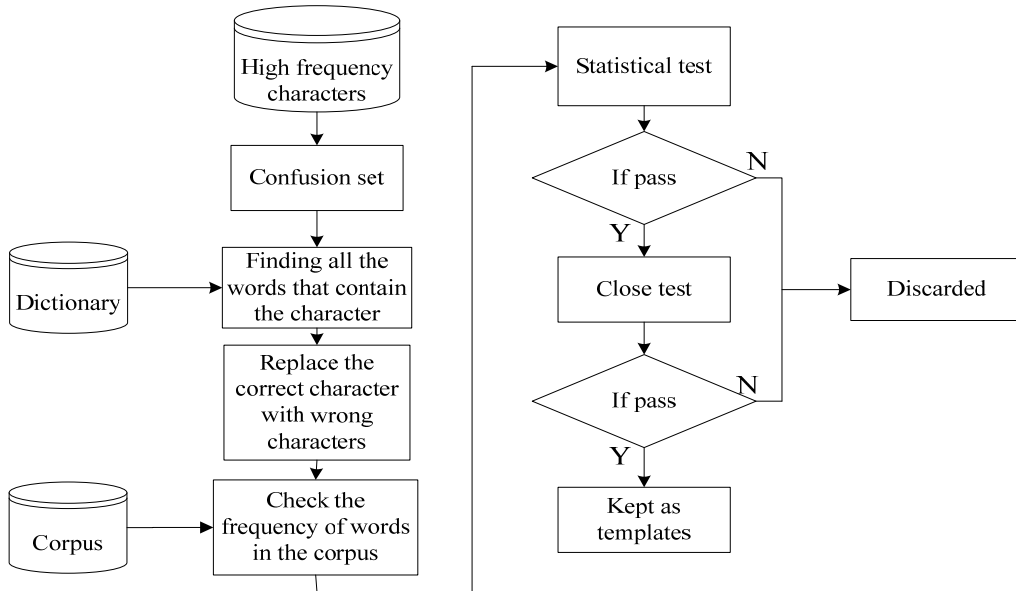 High frequency
characters
Confusion set
Dictionary
Finding all the
words that contain
the character
Replace the
correct character
with wrong
characters
Corpus
Check the
frequency of words
in the corpus
Statistical test
If pass
N
Y
Close test
Discarded
If pass
N
Y
Kept as
templates